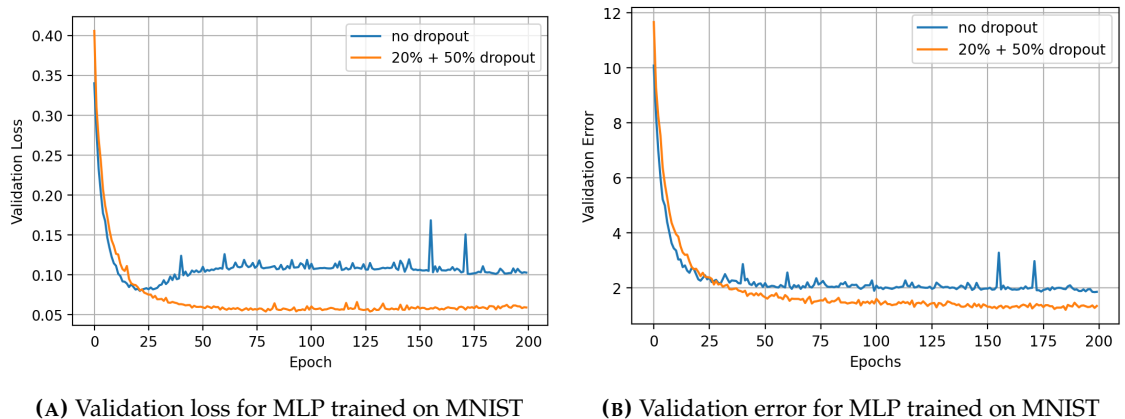 no dropout
20% + 50% dropout
0.40
0.35
0.30
0.25
0.20
0.15
0.10
0.05
Validation Loss
0 25 50 75 100 125 150 175 200
Epoch
(A) Validation loss for MLP trained on MNIST
no dropout
20% + 50% dropout
12
10
8
6
4
2
Validation Error
0 25 50 75 100 125 150 175 200
Epochs
(B) Validation error for MLP trained on MNIST